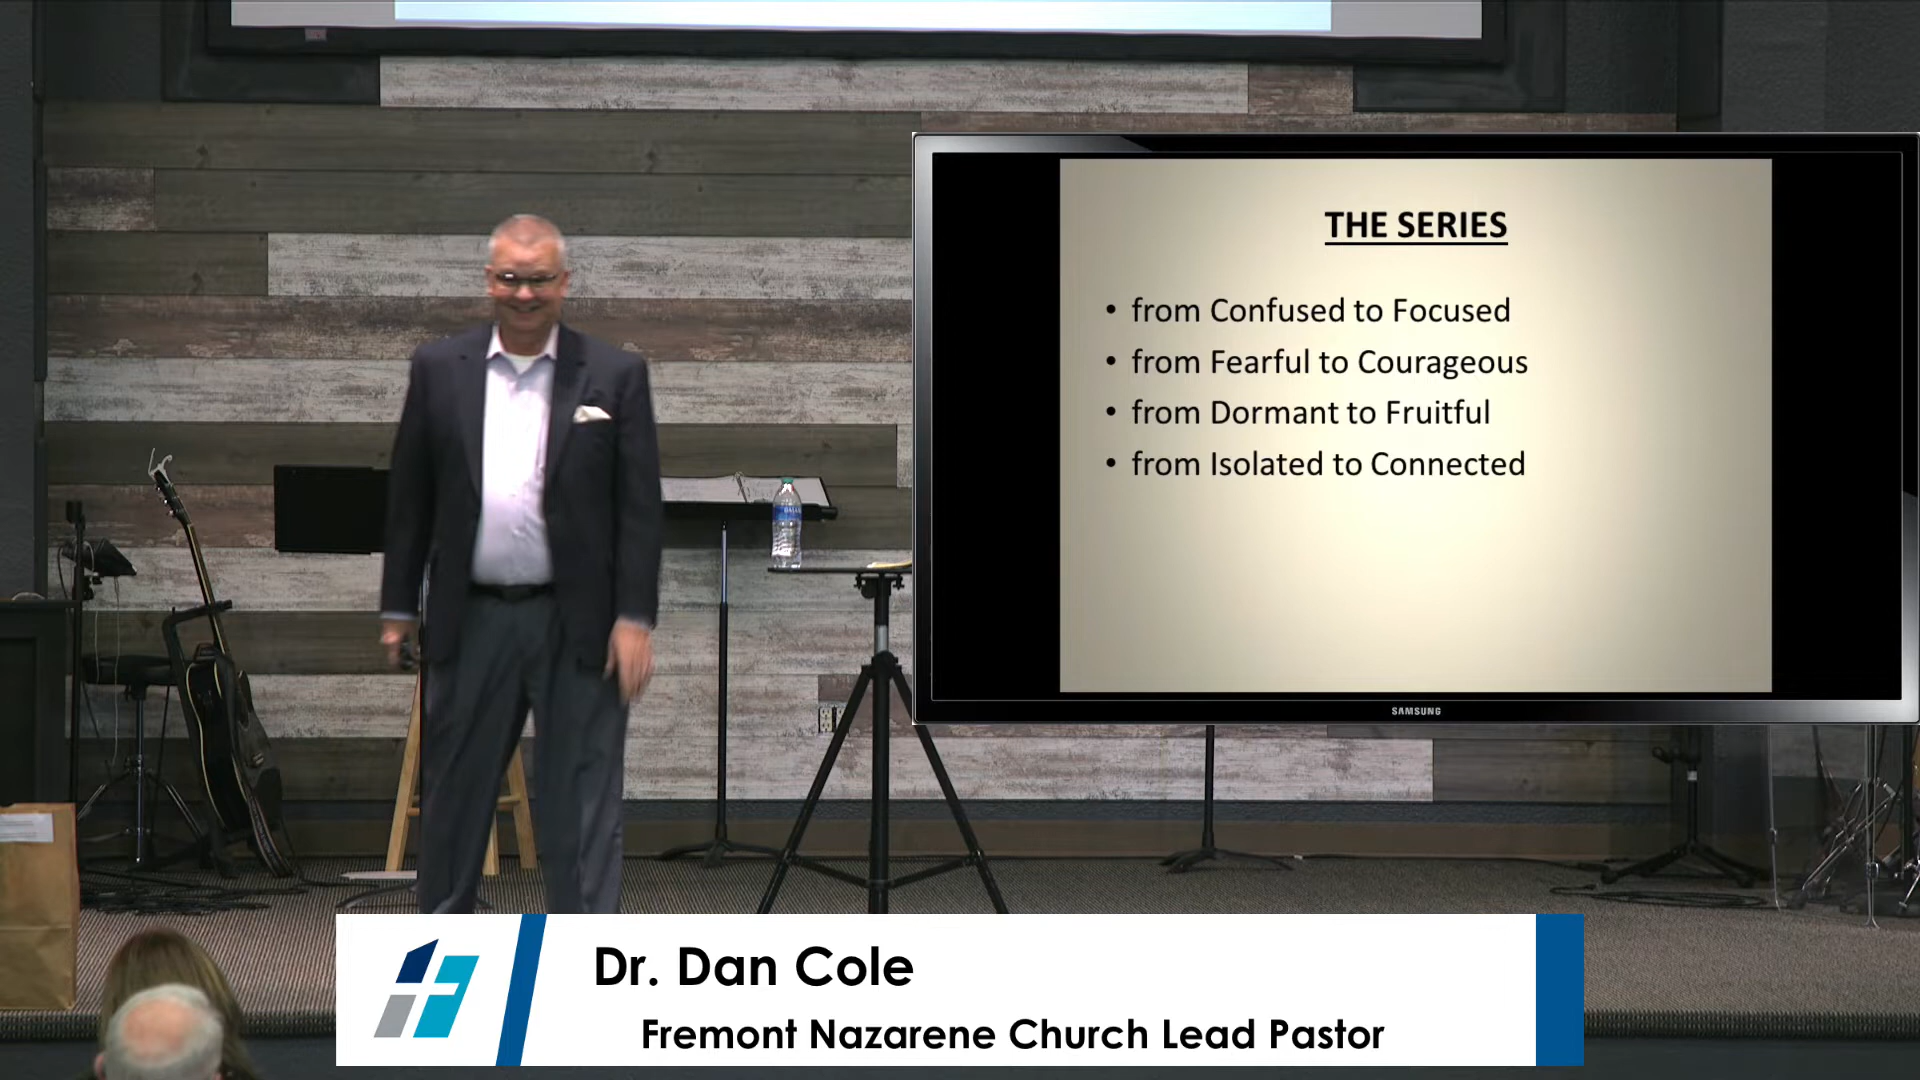 THE SERIES
• from Confused to Focused
• from Fearful to Courageous
• from Dormant to Fruitful
• from Isolated to Connected
SAMSUNG
Dr. Dan Cole
Fremont Nazarene Church Lead Pastor